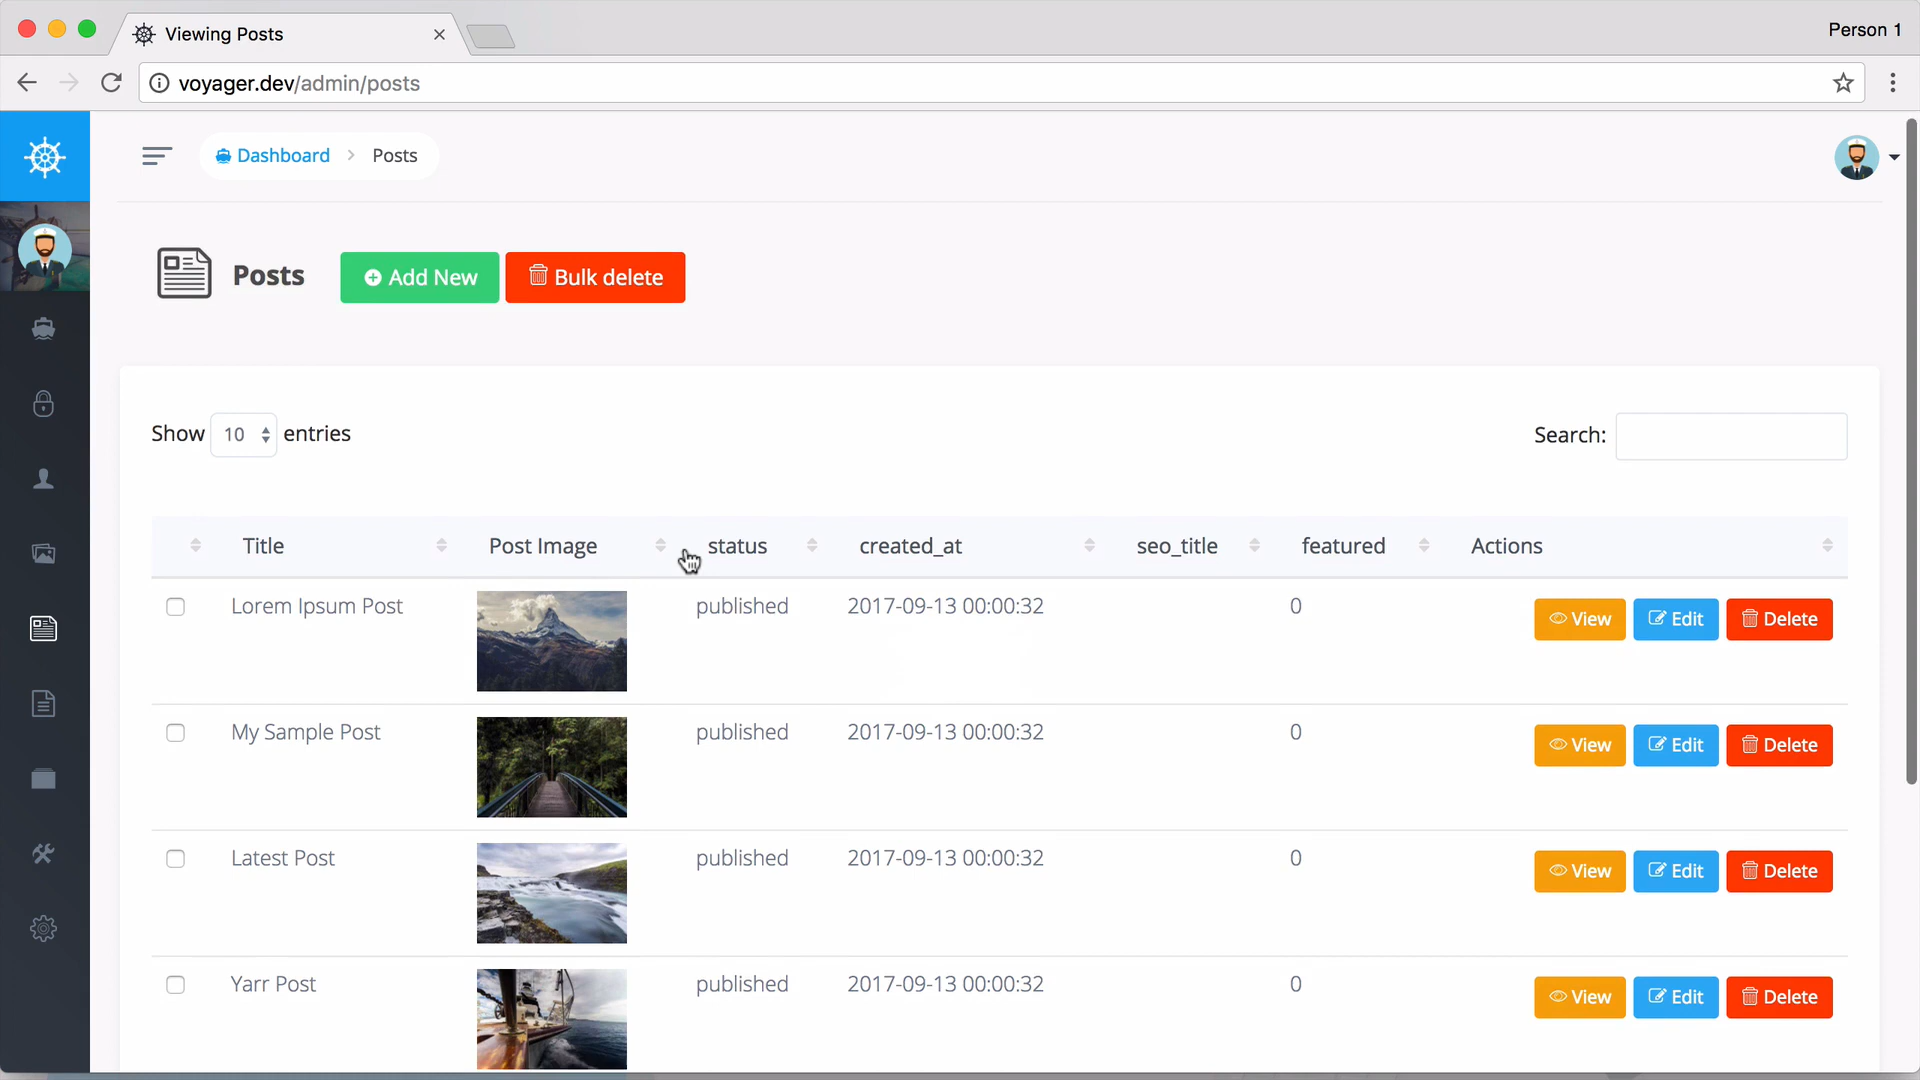 Viewing Posts
Person 1
voyager.dev/admin/posts
Dashboard > Posts
Posts
Add New
Bulk delete
Show 10 entries
Search:
Title Post Image status created_at seo_title featured Actions
Lorem Ipsum Post published 2017-09-13 00:00:32 0 View Edit Delete
My Sample Post published 2017-09-13 00:00:32 0 View Edit Delete
Latest Post published 2017-09-13 00:00:32 0 View Edit Delete
Yarr Post published 2017-09-13 00:00:32 0 View Edit Delete